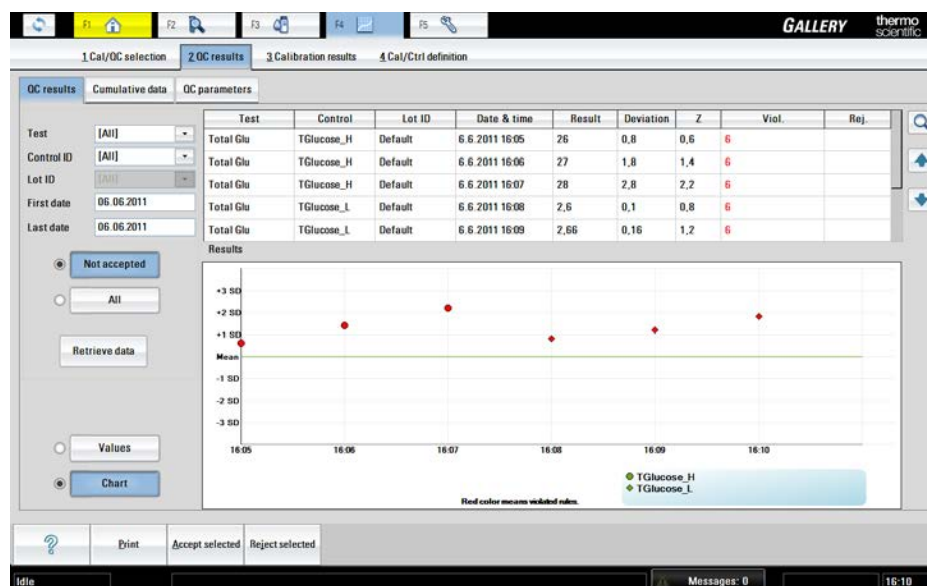 F1 F2 F3 F4 F5 GALLERY thermo scientific
1 Cal/QC selection 2 QC results 3 Calibration results 4 Cal/Ctrl definition
QC results Cumulative data QC parameters
Test [All]
Control ID [All]
Lot ID [All]
First date 06.06.2011
Last date 06.06.2011
Not accepted
All
Retrieve data
Values
Chart
Test Control Lot ID Date & time Result Deviation Z Viol. Rej.
Total Glu TGlucose_H Default 6.6.2011 16:05 26 0,8 0,6 6
Total Glu TGlucose_H Default 6.6.2011 16:06 27 1,8 1,4 6
Total Glu TGlucose_H Default 6.6.2011 16:07 28 2,8 2,2 6
Total Glu TGlucose_L Default 6.6.2011 16:08 2,6 0,1 0,8 6
Total Glu TGlucose_L Default 6.6.2011 16:09 2,66 0,16 1,2 6
Results
+3 SD
+2 SD
+1 SD
Mean
-1 SD
-2 SD
-3 SD
16:05 16:06 16:07 16:08 16:09 16:10
TGlucose_H
TGlucose_L
Red color means violated rules.
? Print Accept selected Reject selected
Idle Messages: 0 16:10